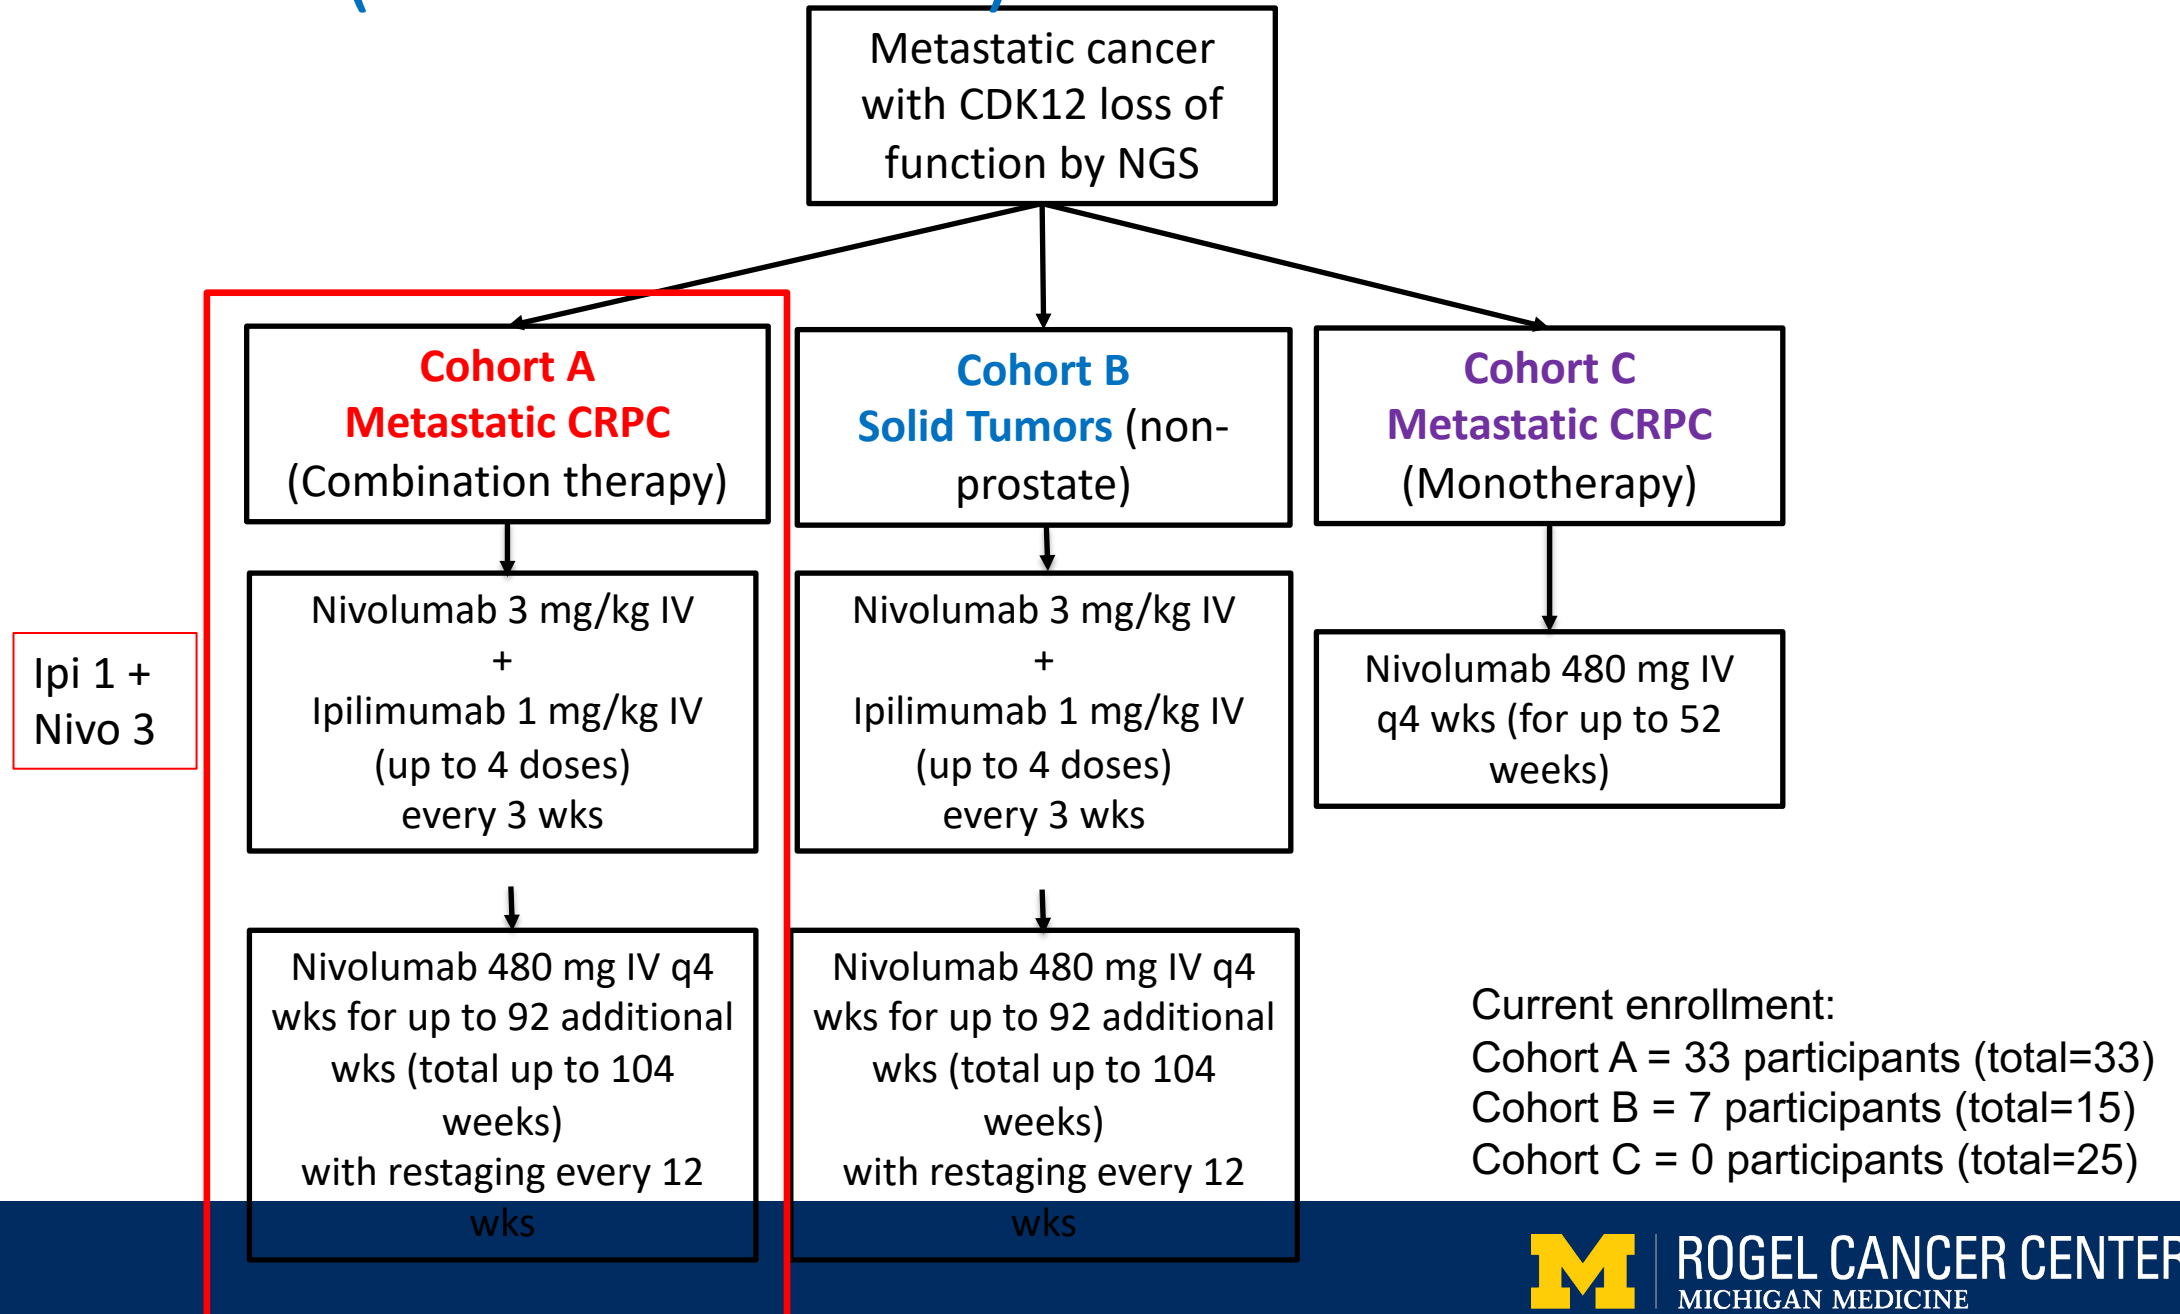 Metastatic cancer
with CDK12 loss of
function by NGS
Cohort A
Metastatic CRPC
(Combination therapy)
Cohort B
Solid Tumors (non-
prostate)
Cohort C
Metastatic CRPC
(Monotherapy)
Ipi 1 +
Nivo 3
Nivolumab 3 mg/kg IV
+
Ipilimumab 1 mg/kg IV
(up to 4 doses)
every 3 wks
Nivolumab 3 mg/kg IV
+
Ipilimumab 1 mg/kg IV
(up to 4 doses)
every 3 wks
Nivolumab 480 mg IV
q4 wks (for up to 52
weeks)
Nivolumab 480 mg IV q4
wks for up to 92 additional
wks (total up to 104
weeks)
with restaging every 12
wks
Nivolumab 480 mg IV q4
wks for up to 92 additional
wks (total up to 104
weeks)
with restaging every 12
wks
Current enrollment:
Cohort A = 33 participants (total=33)
Cohort B = 7 participants (total=15)
Cohort C = 0 participants (total=25)
M
ROGEL CANCER CENTER
MICHIGAN MEDICINE